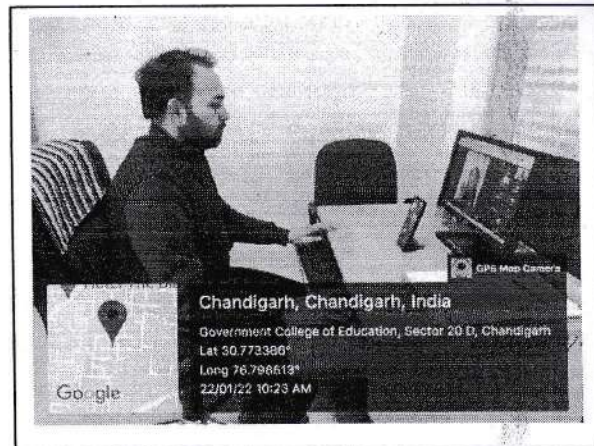 GPS Map Camera
Chandigarh, Chandigarh, India
Government College of Education, Sector 20 D, Chandigarh
Lat 30.773386°
Long 76.798613°
22/01/22 10:23 AM
Google